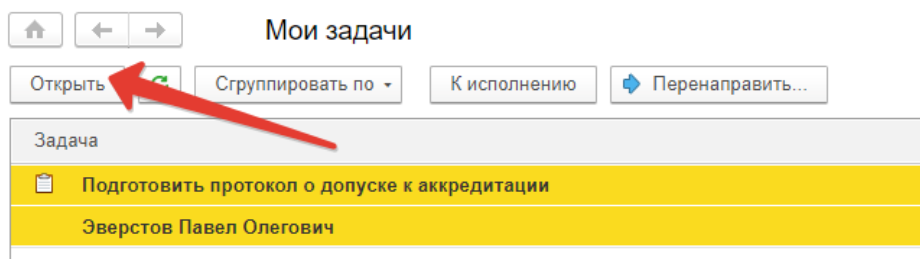 Мои задачи
Открыть Сгруппировать по К исполнению Перенаправить...
Задача
Подготовить протокол о допуске к аккредитации
Эверстов Павел Олегович